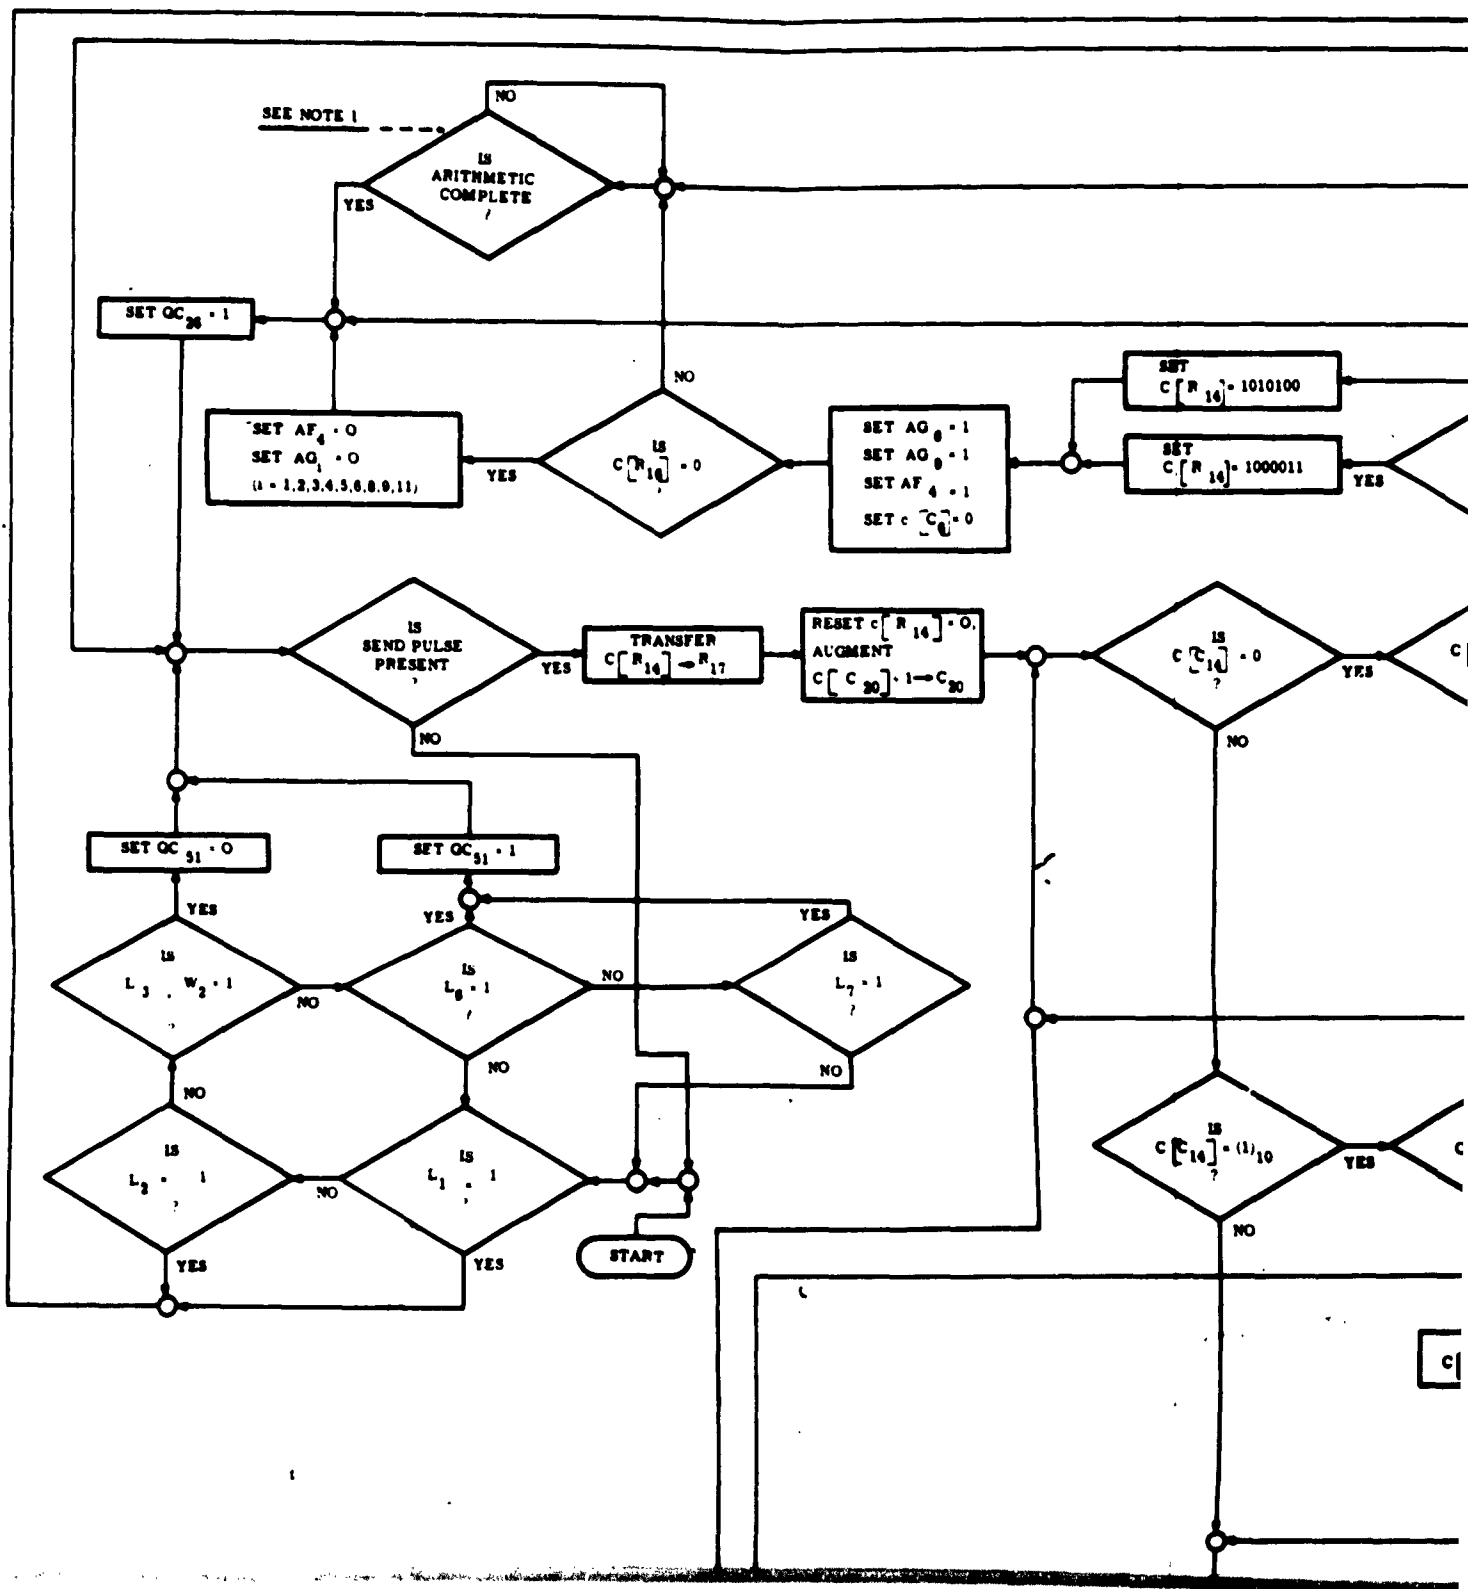 NO
SEE NOTE 1
IS
ARITHMETIC
COMPLETE
?
YES
SET QC26 = 1
NO
SET
C[R14] = 1010100
SET AF4 = 0
SET AG1 = 0
(1 = 1,2,3,4,5,6,8,9,11)
YES
IS
C[R16] = 0
?
SET AG6 = 1
SET AG9 = 1
SET AF4 = 1
SET c[C6] = 0
SET
C[R14] = 1000011
YES
IS
SEND PULSE
PRESENT
?
YES
TRANSFER
C[R14] → R17
RESET c[R14] = 0,
AUGMENT
C[C20] + 1 → C20
IS
C[C14] = 0
?
YES
C[
NO
NO
SET QC51 = 0
SET QC51 = 1
YES
YES
YES
IS
L3 . W2 = 1
?
NO
IS
L6 = 1
?
NO
IS
L7 = 1
?
NO
NO
NO
IS
L2 = 1
?
NO
IS
L1 = 1
?
IS
C[C14] = (1)10
?
YES
C
YES
YES
START
NO
C[